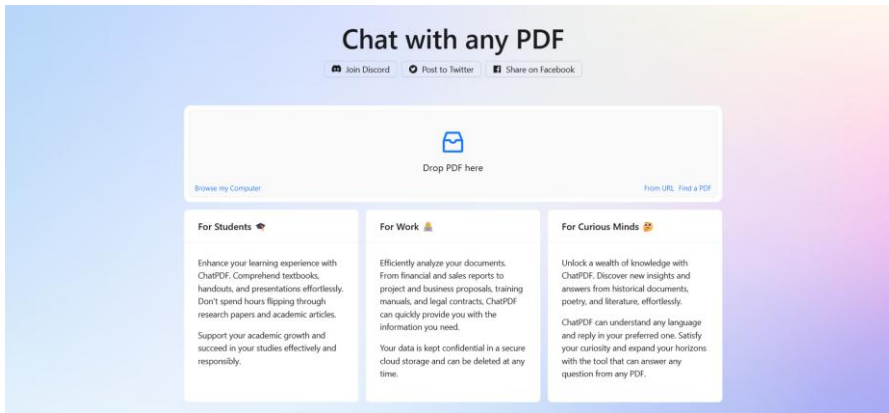 Chat with any PDF
Join Discord
Post to Twitter
Share on Facebook
Drop PDF here
Browse my Computer
From URL Find a PDF
For Students
Enhance your learning experience with
ChatPDF. Comprehend textbooks,
handouts, and presentations effortlessly.
Don't spend hours flipping through
research papers and academic articles.
Support your academic growth and
succeed in your studies effectively and
responsibly.
For Work
Efficiently analyze your documents.
From financial and sales reports to
project and business proposals, training
manuals, and legal contracts, ChatPDF
can quickly provide you with the
information you need.
Your data is kept confidential in a secure
cloud storage and can be deleted at any
time.
For Curious Minds
Unlock a wealth of knowledge with
ChatPDF. Discover new insights and
answers from historical documents,
poetry, and literature, effortlessly.
ChatPDF can understand any language
and reply in your preferred one. Satisfy
your curiosity and expand your horizons
with the tool that can answer any
question from any PDF.